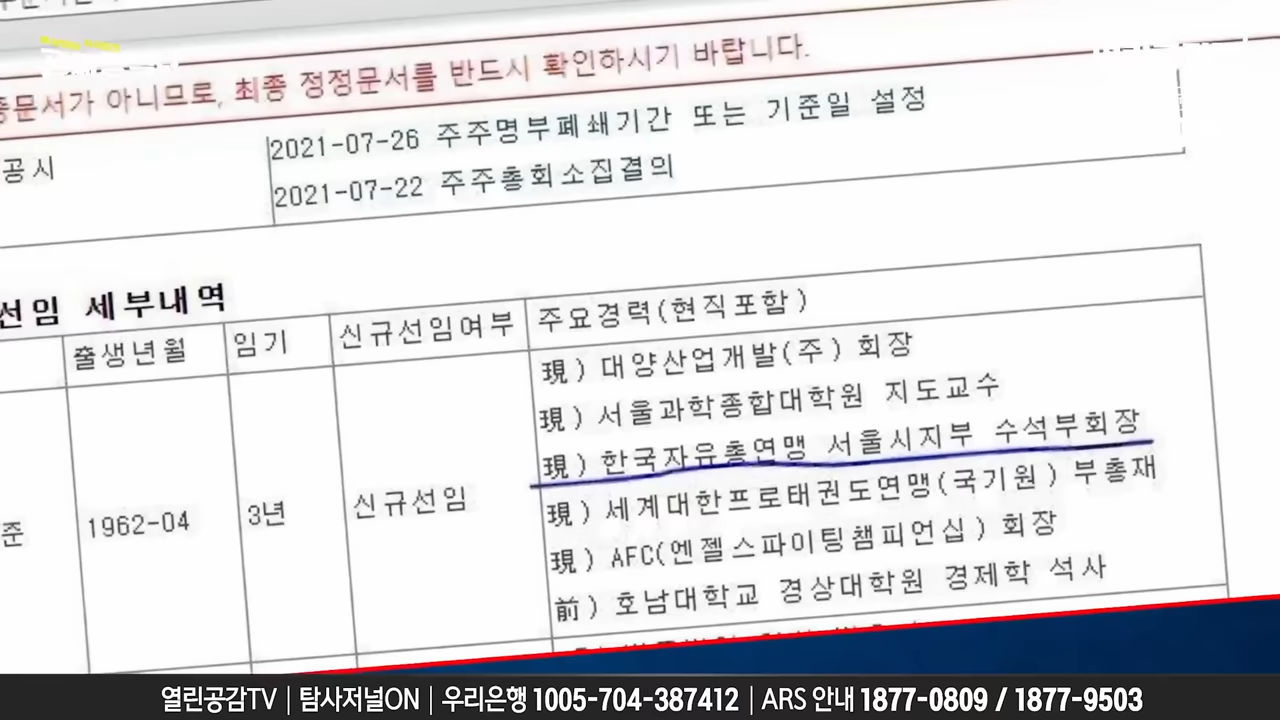 종문서가 아니므로, 최종 정정문서를 반드시 확인하시기 바랍니다.
공시
2021-07-26 주주명부폐쇄기간 또는 기준일 설정
2021-07-22 주주총회소집결의
선임 세부내역
출생년월 임기 신규선임여부 주요경력(현직포함)
준 1962-04 3년 신규선임
現) 대양산업개발(주) 회장
現) 서울과학종합대학원 지도교수
現) 한국자유총연맹 서울시지부 수석부회장
現) 세계대한프로태권도연맹(국기원) 부총재
現) AFC(엔젤스파이팅챔피언십) 회장
前) 호남대학교 경상대학원 경제학 석사
열린공감TV | 탐사저널ON | 우리은행 1005-704-387412 | ARS 안내 1877-0809 / 1877-9503